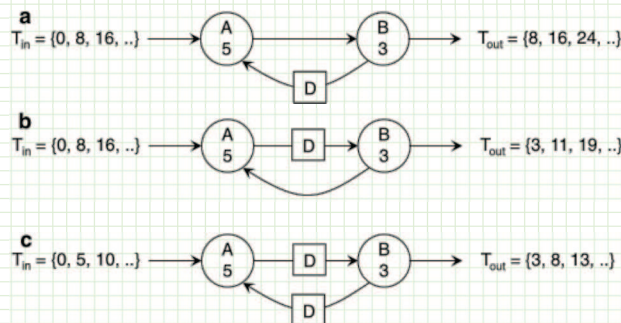 a
T_in = {0, 8, 16, ..} A 5 B 3 T_out = {8, 16, 24, ..}
D
b
T_in = {0, 8, 16, ..} A 5 D B 3 T_out = {3, 11, 19, ..}
c
T_in = {0, 5, 10, ..} A 5 D B 3 T_out = {3, 8, 13, ..}
D